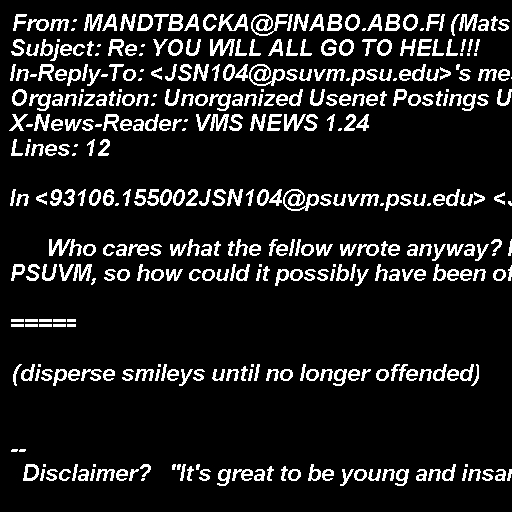 From: MANDTBACKA@FINABO.ABO.FI (Mats
Subject: Re: YOU WILL ALL GO TO HELL!!!
In-Reply-To: <JSN104@psuvm.psu.edu>'s me
Organization: Unorganized Usenet Postings
X-News-Reader: VMS NEWS 1.24
Lines: 12
In <93106.155002JSN104@psuvm.psu.edu> <
Who cares what the fellow wrote anyway?
PSUVM, so how could it possibly have been of
=====
(disperse smileys until no longer offended)
--
Disclaimer? "It's great to be young and insa